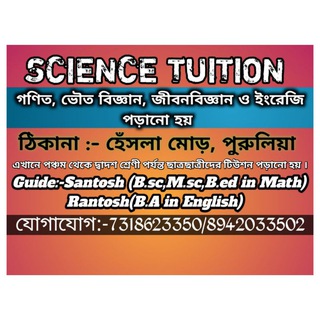 SCIENCE TUITION
গণিত, ভৌত বিজ্ঞান, জীবনবিজ্ঞান ও ইংরেজি
পড়ানো হয়
ঠিকানা :- হেঁসলা মোড়, পুরুলিয়া
এখানে পঞ্চম থেকে দ্বাদশ শ্রেণী পর্যন্ত ছাত্রছাত্রীদের টিউশন পড়ানো হয় ।
Guide:-Santosh (B.sc,M.sc,B.ed in Math)
Rantosh(B.A in English)
যোগাযোগ:-7318623350/8942033502